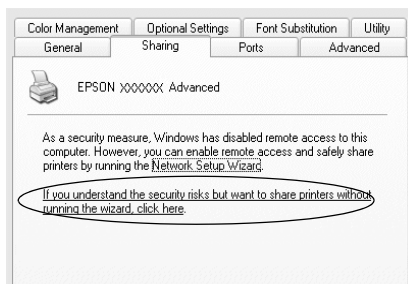 Color Management
Optional Settings
Font Substitution
Utility
General
Sharing
Ports
Advanced
EPSON XXXXXX Advanced
As a security measure, Windows has disabled remote access to this
computer. However, you can enable remote access and safely share
printers by running the Network Setup Wizard.
If you understand the security risks but want to share printers without
running the wizard, click here.